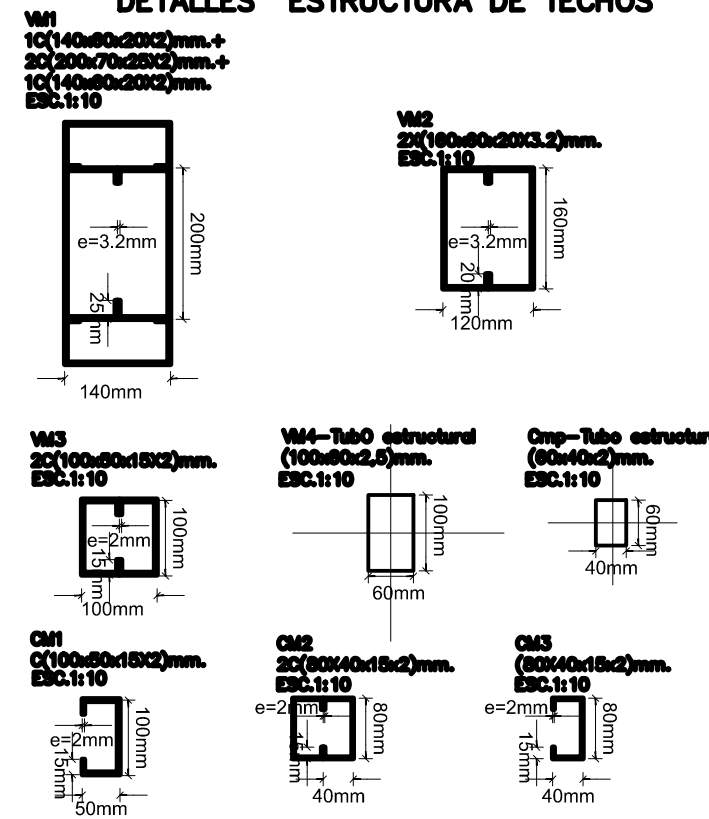 DETALLES ESTRUCTURA DE TECHOS
VM1
1C(140x60x20X2)mm.+
2C(200x70x25X2)mm.+
1C(140x60x20X2)mm.
ESC.1:10
200mm
e=3.2mm
25mm
140mm
VM2
2X(160x60x20X3.2)mm.
ESC.1:10
160mm
e=3.2mm
20mm
120mm
VM3
2C(100x50x15X2)mm.
ESC.1:10
100mm
e=2mm
15mm
100mm
VM4-TubO estructural
(100x60x2,5)mm.
ESC.1:10
100mm
60mm
Cmp-Tubo estructur
(60x40x2)mm.
ESC.1:10
60mm
40mm
CM1
C(100x50x15X2)mm.
ESC.1:10
100mm
e=2mm
15mm
50mm
CM2
2C(80X40x15x2)mm.
ESC.1:10
e=2mm
80mm
15mm
40mm
CM3
(80X40x15x2)mm.
ESC.1:10
e=2mm
80mm
15mm
40mm